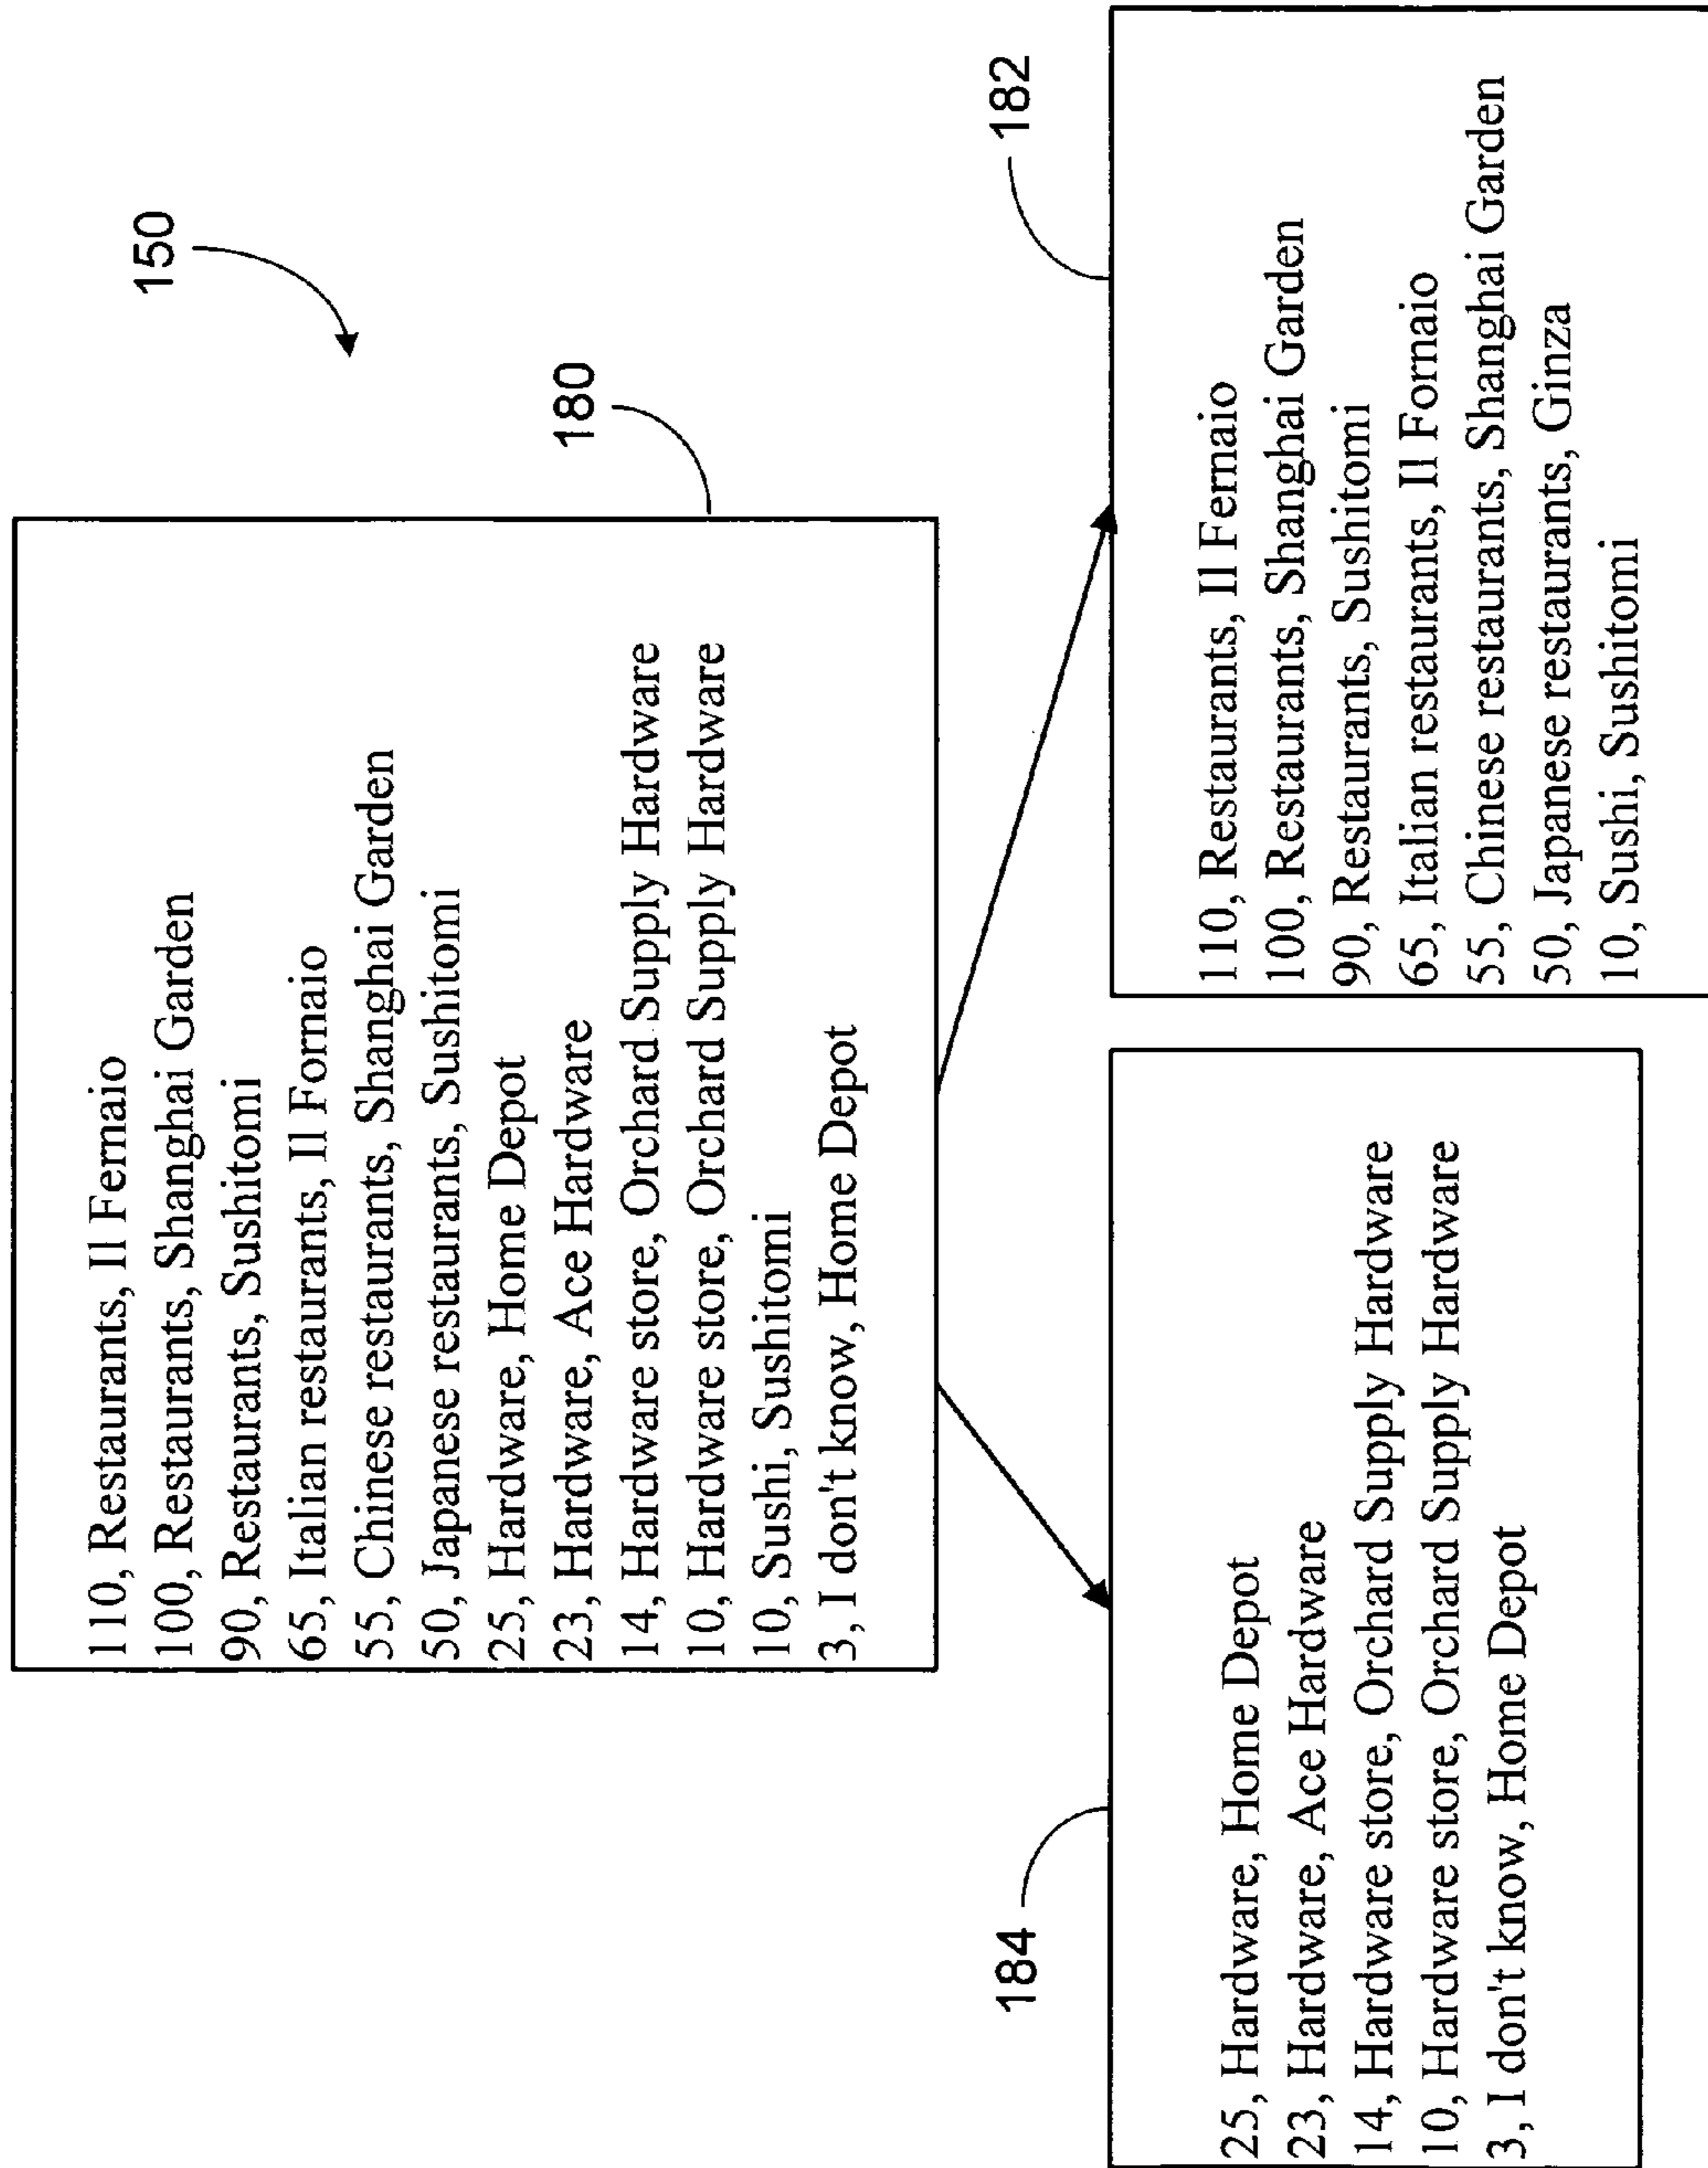 150
180
110, Restaurants, Il Fernaio
100, Restaurants, Shanghai Garden
90, Restaurants, Sushitomi
65, Italian restaurants, Il Fornaio
55, Chinese restaurants, Shanghai Garden
50, Japanese restaurants, Sushitomi
25, Hardware, Home Depot
23, Hardware, Ace Hardware
14, Hardware store, Orchard Supply Hardware
10, Hardware store, Orchard Supply Hardware
10, Sushi, Sushitomi
3, I don't know, Home Depot
184
25, Hardware, Home Depot
23, Hardware, Ace Hardware
14, Hardware store, Orchard Supply Hardware
10, Hardware store, Orchard Supply Hardware
3, I don't know, Home Depot
182
110, Restaurants, Il Fernaio
100, Restaurants, Shanghai Garden
90, Restaurants, Sushitomi
65, Italian restaurants, Il Fornaio
55, Chinese restaurants, Shanghai Garden
50, Japanese restaurants, Ginza
10, Sushi, Sushitomi